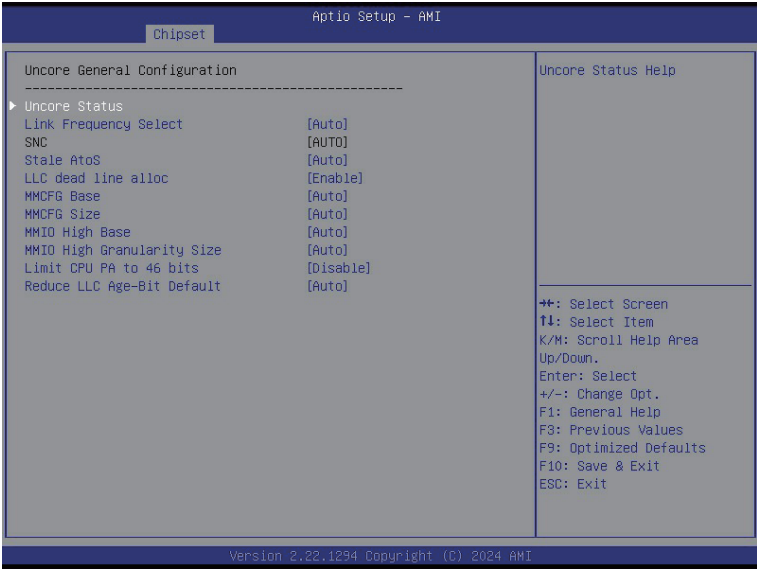 Aptio Setup – AMI
Chipset
Uncore General Configuration
--------------------------------------------------
Uncore Status
Link Frequency Select [Auto]
SNC [AUTO]
Stale AtoS [Auto]
LLC dead line alloc [Enable]
MMCFG Base [Auto]
MMCFG Size [Auto]
MMIO High Base [Auto]
MMIO High Granularity Size [Auto]
Limit CPU PA to 46 bits [Disable]
Reduce LLC Age-Bit Default [Auto]
Uncore Status Help
→←: Select Screen
↑↓: Select Item
K/M: Scroll Help Area
Up/Down.
Enter: Select
+/-: Change Opt.
F1: General Help
F3: Previous Values
F9: Optimized Defaults
F10: Save & Exit
ESC: Exit
Version 2.22.1294 Copyright (C) 2024 AMI